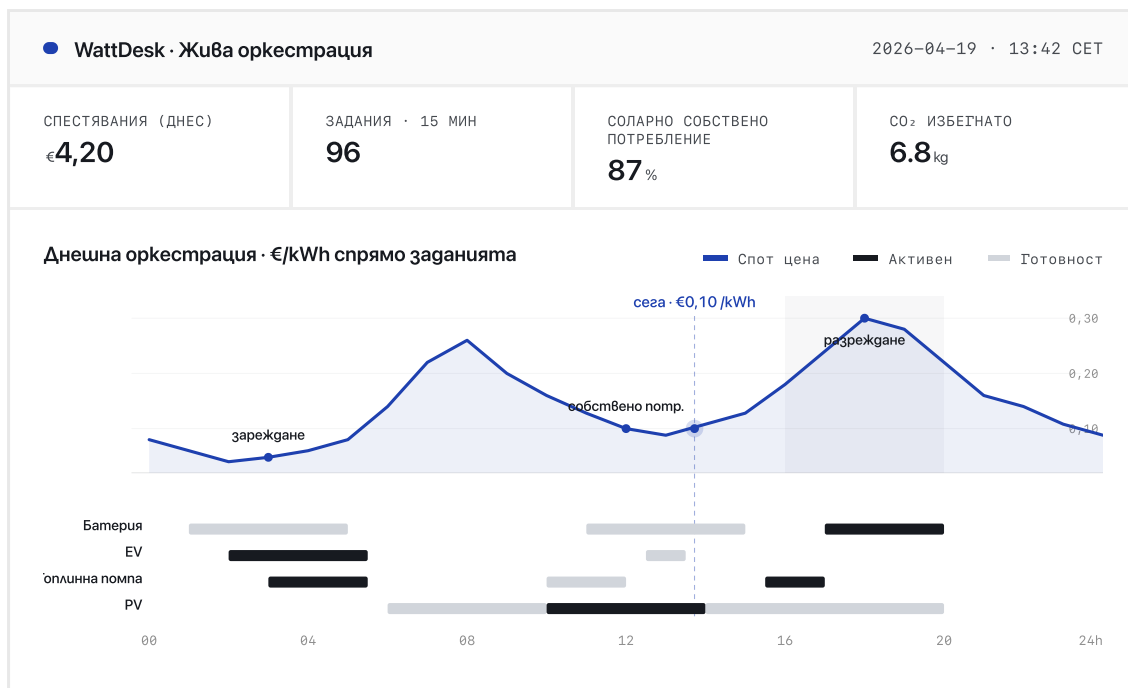 WattDesk · Жива оркестрация
2026–04–19 · 13:42 CET
СПЕСТЯВАНИЯ (ДНЕС)
€4,20
ЗАДАНИЯ · 15 МИН
96
СОЛАРНО СОБСТВЕНО
ПОТРЕБЛЕНИЕ
87 %
CO₂ ИЗБЕГНАТО
6.8 kg
Днешна оркестрация · €/kWh спрямо заданията
Спот цена
Активен
Готовност
сега · €0,10 /kWh
0,30
разреждане
0,20
собствено потр.
0,10
зареждане
Батерия
EV
оплинна помпа
PV
00 04 08 12 16 20 24h